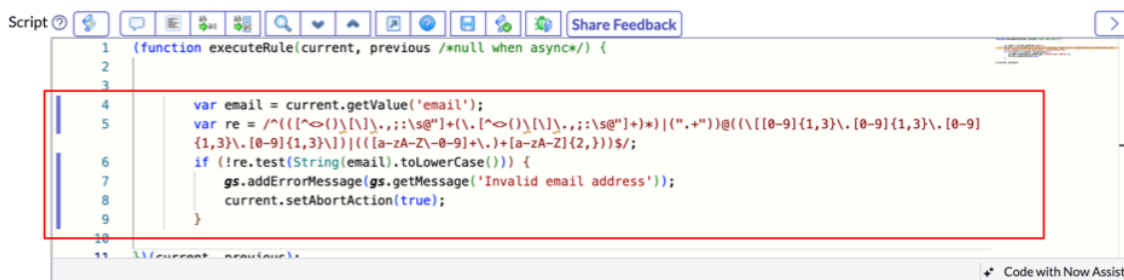 Script
Share Feedback
1 (function executeRule(current, previous /*null when async*/) {
2
3
4 var email = current.getValue('email');
5 var re = /^(([^<>()\[\]\.,;:\s@"]+(\.[^<>()\[\]\.,;:\s@"]+)*)|(".+"))@((\[[0-9]{1,3}\.[0-9]{1,3}\.[0-9]
{1,3}\.[0-9]{1,3}\])|(([a-zA-Z\-0-9]+\.)+[a-zA-Z]{2,}))$/;
6 if (!re.test(String(email).toLowerCase())) {
7 gs.addErrorMessage(gs.getMessage('Invalid email address'));
8 current.setAbortAction(true);
9 }
10
11 })(current, previous);
Code with Now Assist